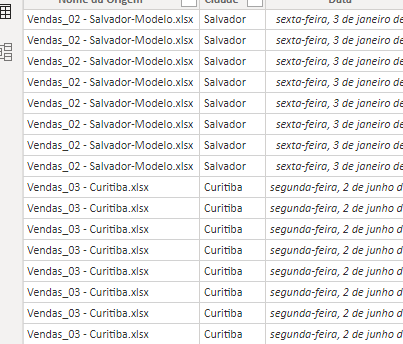 Nome da Origem Cidade Data
Vendas_02 - Salvador-Modelo.xlsx Salvador sexta-feira, 3 de janeiro de
Vendas_02 - Salvador-Modelo.xlsx Salvador sexta-feira, 3 de janeiro de
Vendas_02 - Salvador-Modelo.xlsx Salvador sexta-feira, 3 de janeiro de
Vendas_02 - Salvador-Modelo.xlsx Salvador sexta-feira, 3 de janeiro de
Vendas_02 - Salvador-Modelo.xlsx Salvador sexta-feira, 3 de janeiro de
Vendas_02 - Salvador-Modelo.xlsx Salvador sexta-feira, 3 de janeiro de
Vendas_02 - Salvador-Modelo.xlsx Salvador sexta-feira, 3 de janeiro de
Vendas_02 - Salvador-Modelo.xlsx Salvador sexta-feira, 3 de janeiro de
Vendas_03 - Curitiba.xlsx Curitiba segunda-feira, 2 de junho d
Vendas_03 - Curitiba.xlsx Curitiba segunda-feira, 2 de junho d
Vendas_03 - Curitiba.xlsx Curitiba segunda-feira, 2 de junho d
Vendas_03 - Curitiba.xlsx Curitiba segunda-feira, 2 de junho d
Vendas_03 - Curitiba.xlsx Curitiba segunda-feira, 2 de junho d
Vendas_03 - Curitiba.xlsx Curitiba segunda-feira, 2 de junho d
Vendas_03 - Curitiba.xlsx Curitiba segunda-feira, 2 de junho d
Vendas_03 - Curitiba.xlsx Curitiba segunda-feira, 2 de junho d